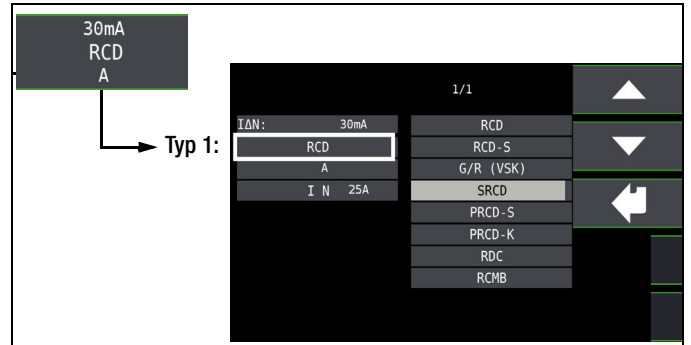 30mA
RCD
A
Typ 1:
1/1
IΔN: 30mA
RCD
A
I N 25A
RCD
RCD-S
G/R (VSK)
SRCD
PRCD-S
PRCD-K
RDC
RCMB